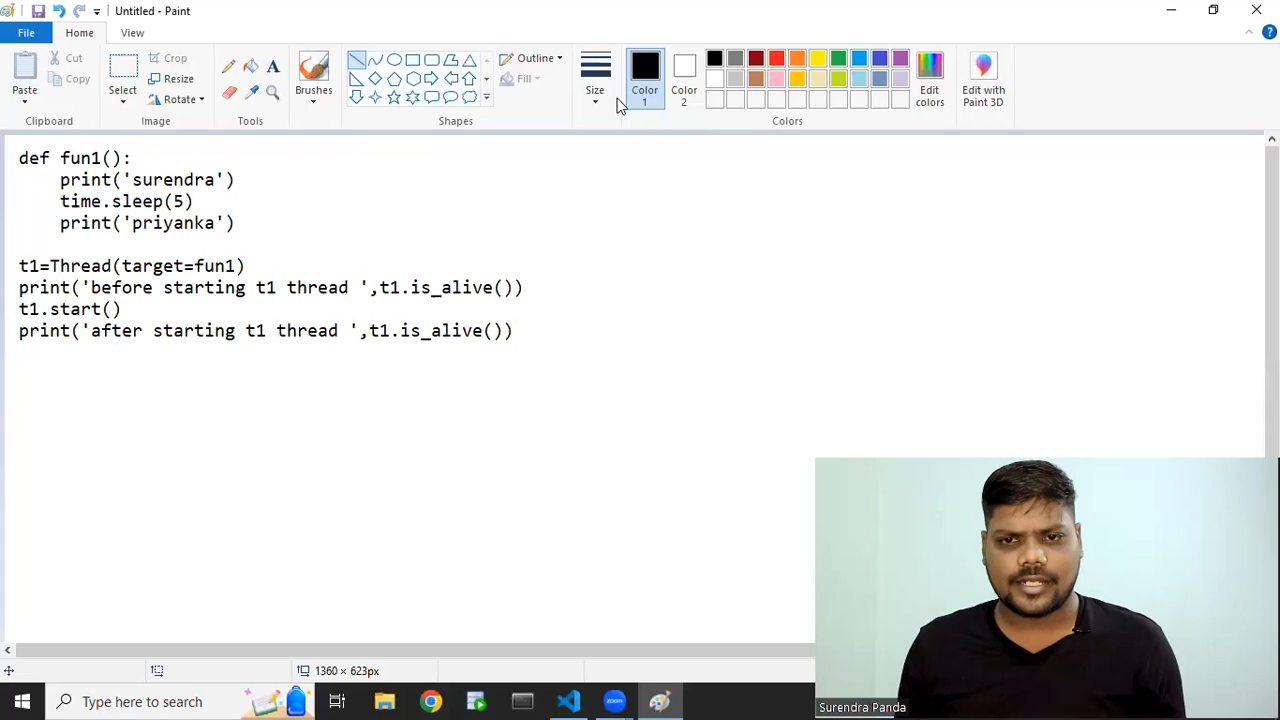 Untitled - Paint
File
Home
View
Paste
Cut
Copy
Clipboard
Select
Crop
Resize
Rotate
Image
Tools
Brushes
Shapes
Outline
Fill
Size
Color 1
Color 2
Colors
Edit colors
Edit with Paint 3D
def fun1():
    print('surendra')
    time.sleep(5)
    print('priyanka')
t1=Thread(target=fun1)
print('before starting t1 thread ',t1.is_alive())
t1.start()
print('after starting t1 thread ',t1.is_alive())
1360 × 623px
Type here to search
zoom
Surendra Panda